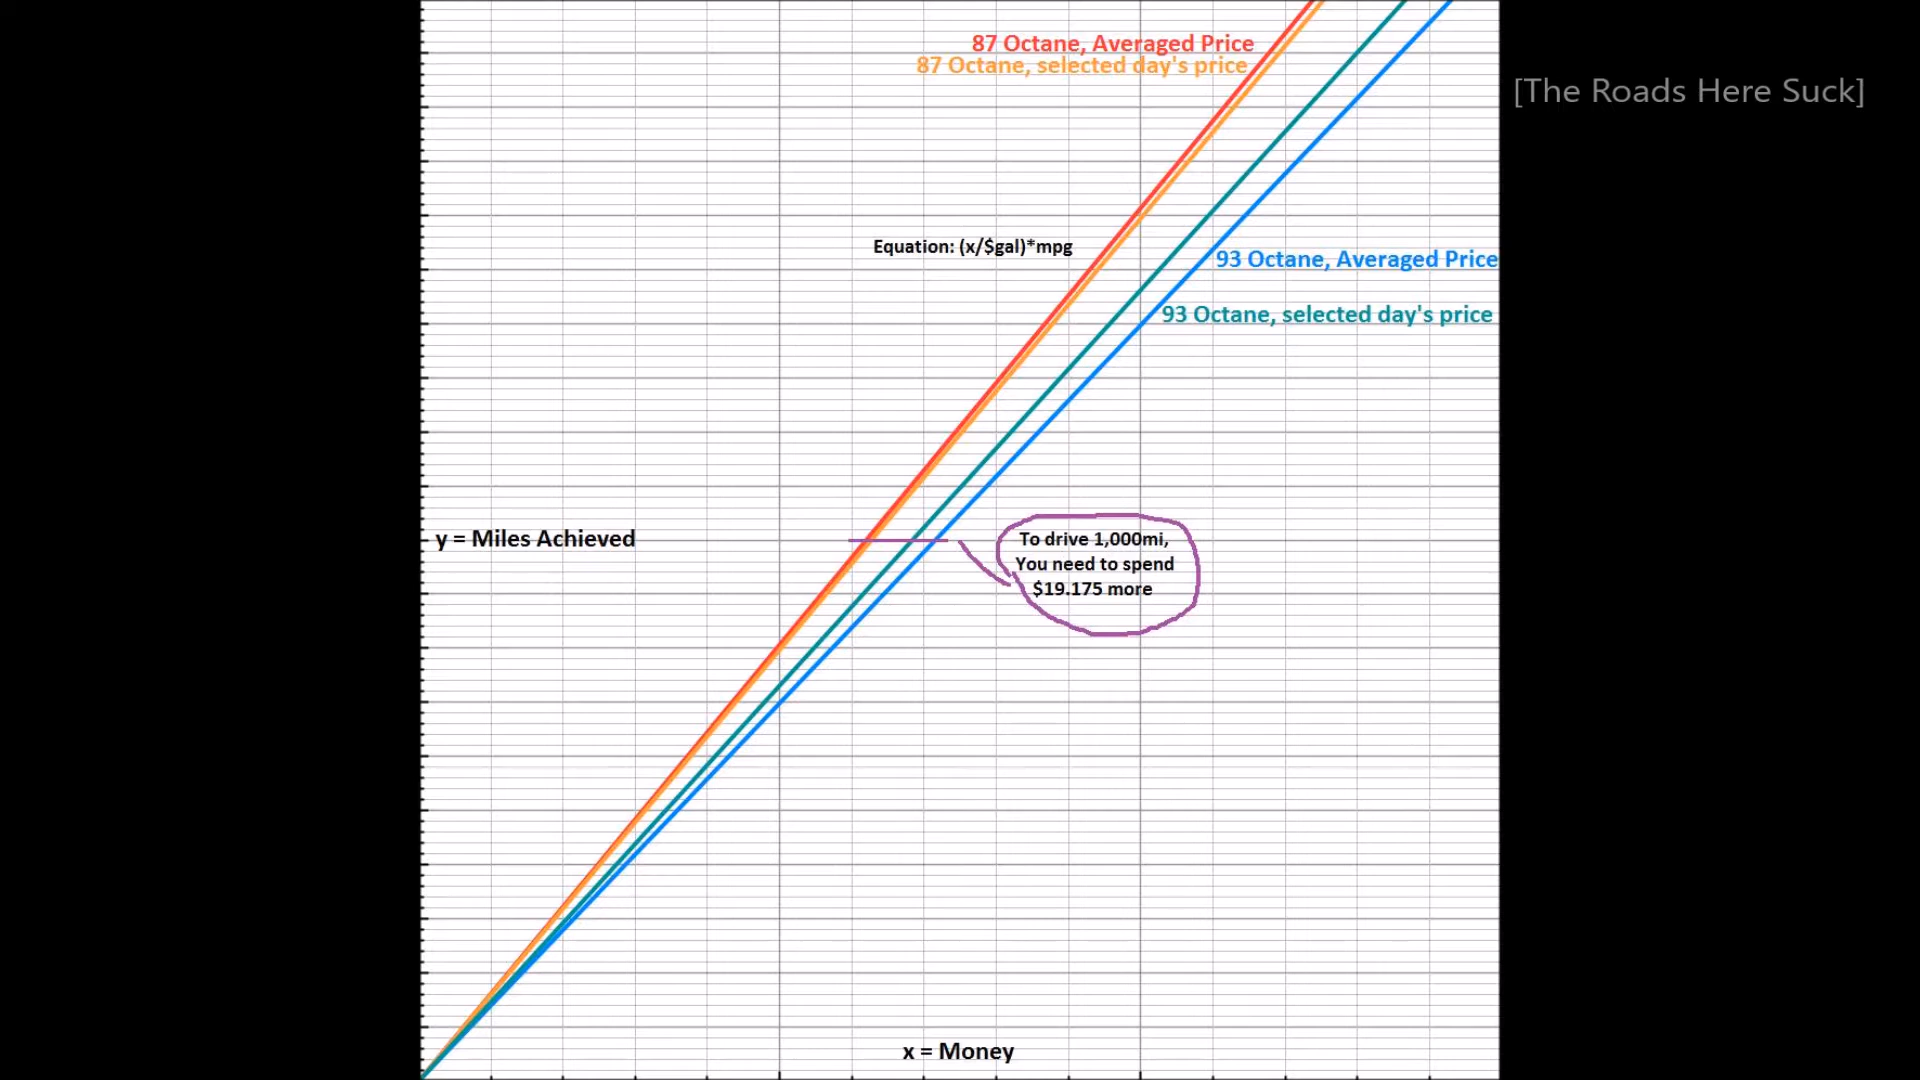 87 Octane, Averaged Price
87 Octane, selected day's price
[The Roads Here Suck]
Equation: (x/$gal)*mpg
93 Octane, Averaged Price
93 Octane, selected day's price
y = Miles Achieved
To drive 1,000mi,
You need to spend
$19.175 more
x = Money